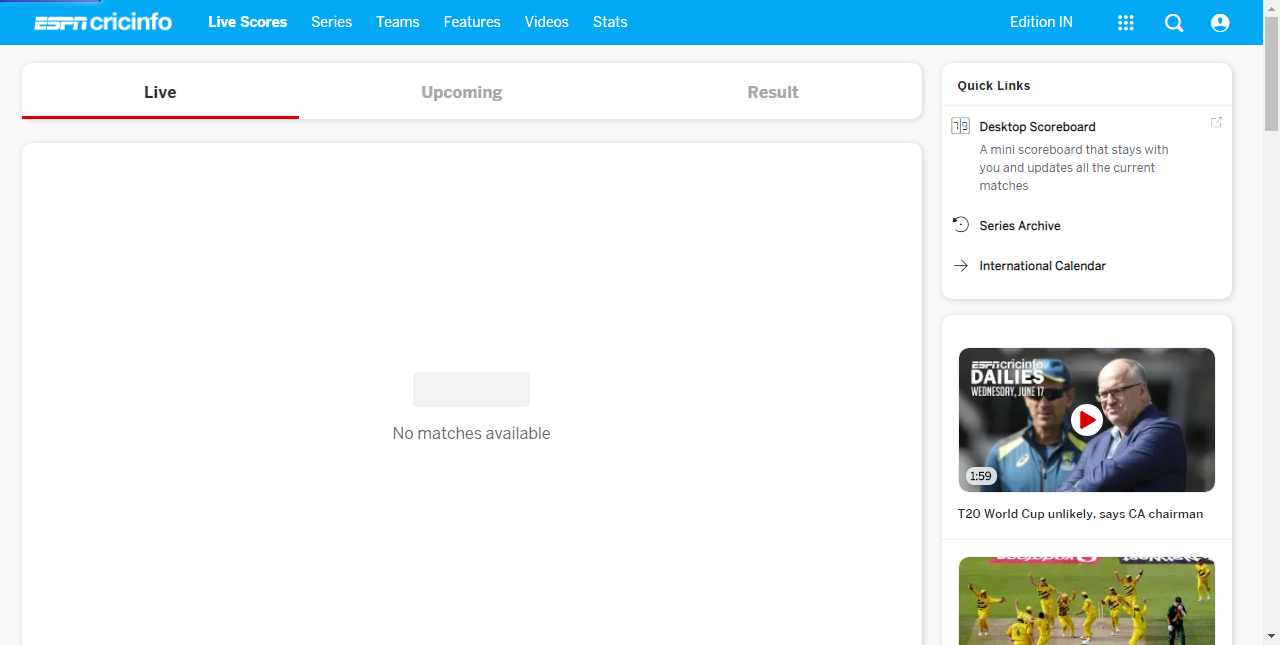 ESPN cricinfo Live Scores Series Teams Features Videos Stats Edition IN
Live Upcoming Result
No matches available
Quick Links
Desktop Scoreboard
A mini scoreboard that stays with
you and updates all the current
matches
Series Archive
International Calendar
ESPN cricinfo
DAILIES
WEDNESDAY, JUNE 17
1:59
T20 World Cup unlikely, says CA chairman